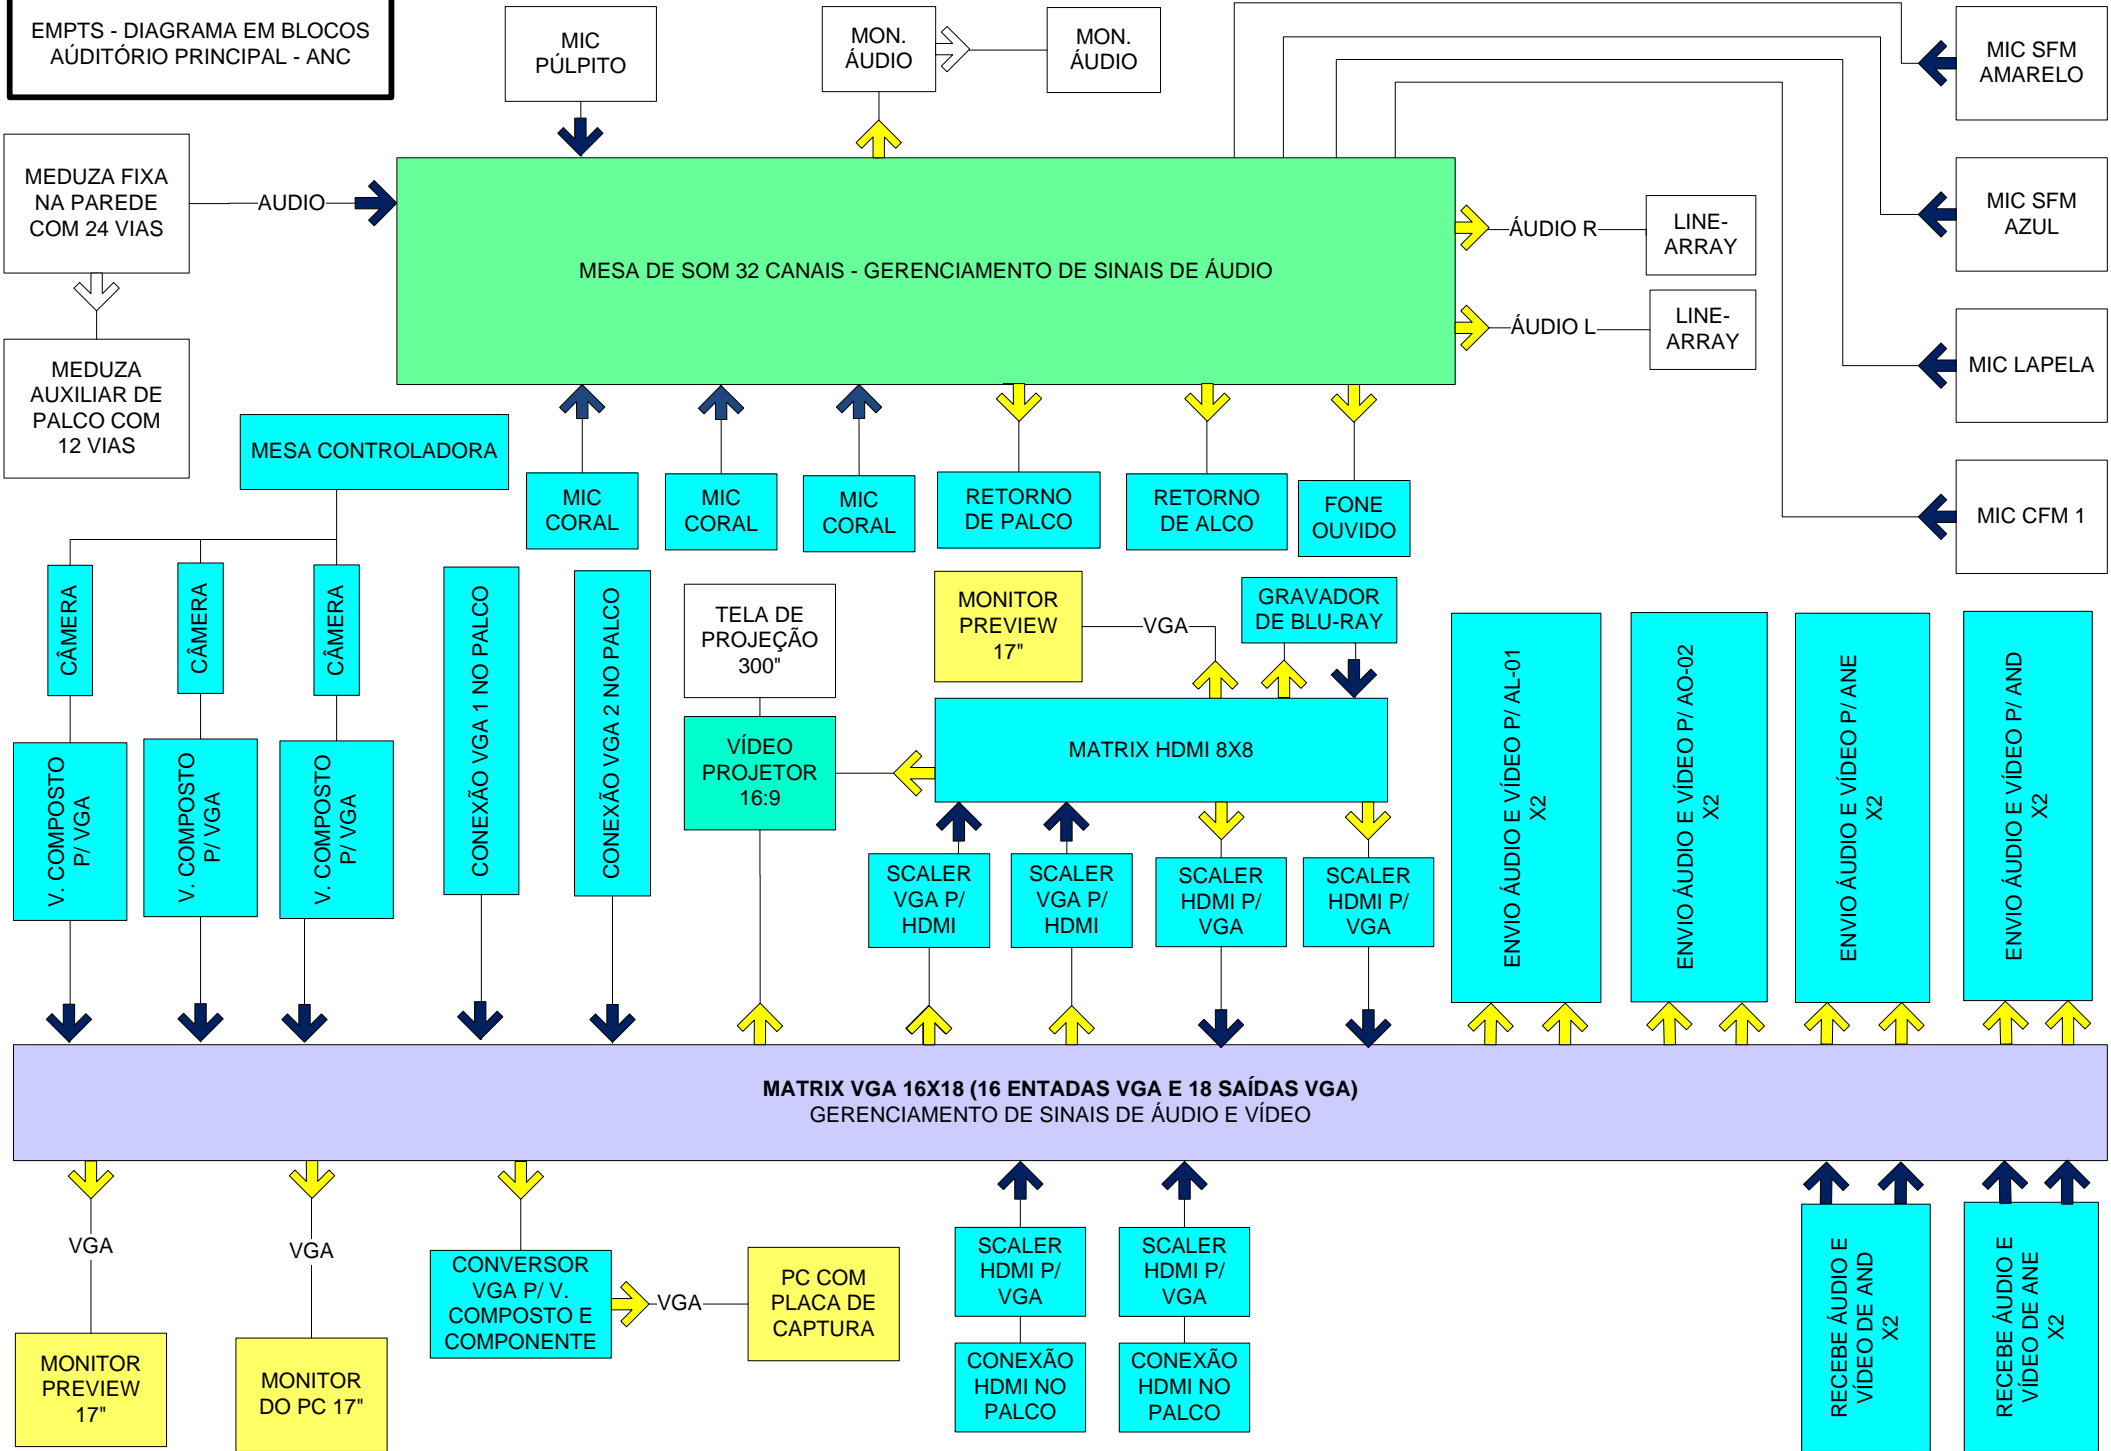 EMPTS - DIAGRAMA EM BLOCOS
AÚDITÓRIO PRINCIPAL - ANC
MIC
PÚLPITO
MON.
ÁUDIO
MON.
ÁUDIO
MIC SFM
AMARELO
MEDUZA FIXA
NA PAREDE
COM 24 VIAS
AUDIO
MIC SFM
AZUL
ÁUDIO R
LINE-
ARRAY
MESA DE SOM 32 CANAIS - GERENCIAMENTO DE SINAIS DE ÁUDIO
ÁUDIO L
LINE-
ARRAY
MEDUZA
AUXILIAR DE
PALCO COM
12 VIAS
MIC LAPELA
MESA CONTROLADORA
MIC
CORAL
MIC
CORAL
MIC
CORAL
RETORNO
DE PALCO
RETORNO
DE ALCO
FONE
OUVIDO
MIC CFM 1
CÂMERA
CÂMERA
CÂMERA
CONEXÃO VGA 1 NO PALCO
CONEXÃO VGA 2 NO PALCO
TELA DE
PROJEÇÃO
300"
MONITOR
PREVIEW
17"
VGA
GRAVADOR
DE BLU-RAY
ENVIO ÁUDIO E VÍDEO P/ AL-01
X2
ENVIO ÁUDIO E VÍDEO P/ AO-02
X2
ENVIO ÁUDIO E VÍDEO P/ ANE
X2
ENVIO ÁUDIO E VÍDEO P/ AND
X2
V. COMPOSTO
P/ VGA
V. COMPOSTO
P/ VGA
V. COMPOSTO
P/ VGA
VÍDEO
PROJETOR
16:9
MATRIX HDMI 8X8
SCALER
VGA P/
HDMI
SCALER
VGA P/
HDMI
SCALER
HDMI P/
VGA
SCALER
HDMI P/
VGA
MATRIX VGA 16X18 (16 ENTADAS VGA E 18 SAÍDAS VGA)
GERENCIAMENTO DE SINAIS DE ÁUDIO E VÍDEO
VGA
VGA
CONVERSOR
VGA P/ V.
COMPOSTO E
COMPONENTE
VGA
PC COM
PLACA DE
CAPTURA
SCALER
HDMI P/
VGA
SCALER
HDMI P/
VGA
RECEBE ÁUDIO E
VÍDEO DE AND
X2
RECEBE ÁUDIO E
VÍDEO DE ANE
X2
MONITOR
PREVIEW
17"
MONITOR
DO PC 17"
CONEXÃO
HDMI NO
PALCO
CONEXÃO
HDMI NO
PALCO